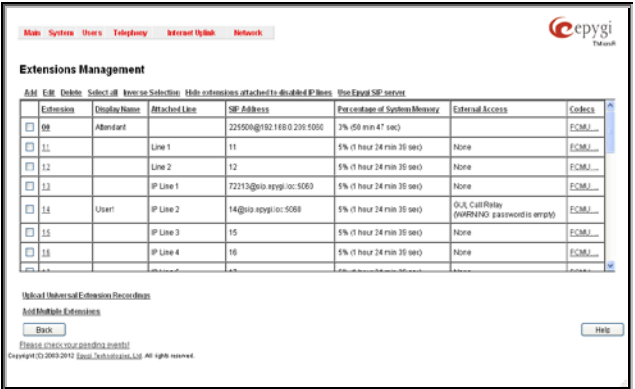 Main System Users Telephony Internet Uplink Network
epygi
Extensions Management
Add Edit Delete Select all Inverse Selection Hide extensions attached to disabled IP lines Use Epygi SIP server
Extension Display Name Attached Line SIP Address Percentage of System Memory External Access Codecs
00 Attendant 225500@192.168.0.209:5060 3% (50 min 47 sec) PCMU ...
11 Line 1 11 5% (1 hour 24 min 39 sec) None PCMU ...
12 Line 2 12 5% (1 hour 24 min 39 sec) None PCMU ...
13 IP Line 1 72213@sip.epygi.loc:5060 5% (1 hour 24 min 39 sec) None PCMU ...
14 User1 IP Line 2 14@sip.epygi.loc:5060 5% (1 hour 24 min 39 sec) GUI, Call Relay
(WARNING: password is empty) PCMU ...
15 IP Line 3 15 5% (1 hour 24 min 39 sec) None PCMU ...
16 IP Line 4 16 5% (1 hour 24 min 39 sec) None PCMU ...
Upload Universal Extension Recordings
Add Multiple Extensions
Back Help
Please check your pending events!
Copyright (C) 2003-2012 Epygi Technologies, Ltd. All rights reserved.